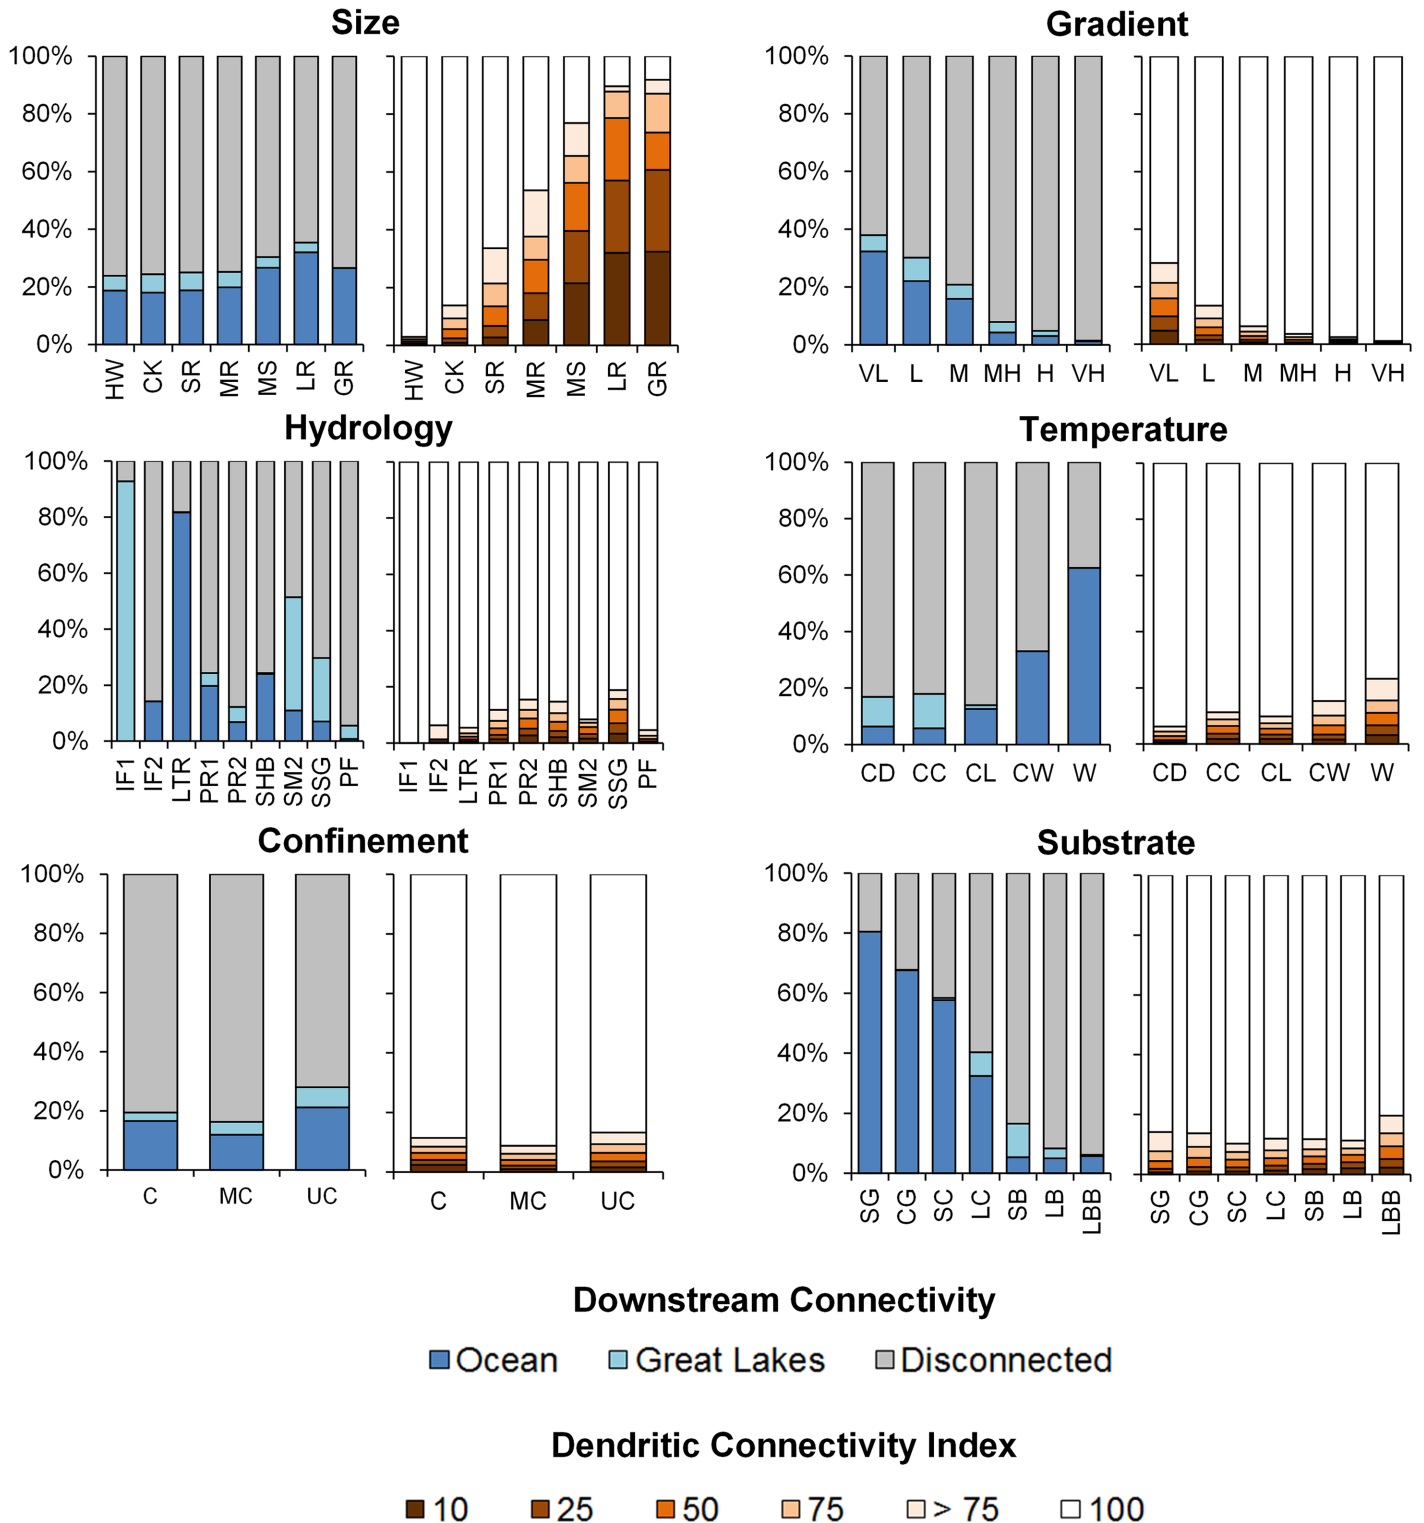 Size
Gradient
100%
80%
60%
40%
20%
0%
HW CK SR MR MS LR GR
HW CK SR MR MS LR GR
100%
80%
60%
40%
20%
0%
VL L M MH H VH
VL L M MH H VH
Hydrology
Temperature
100%
80%
60%
40%
20%
0%
IF1 IF2 LTR PR1 PR2 SHB SM2 SSG PF
IF1 IF2 LTR PR1 PR2 SHB SM2 SSG PF
100%
80%
60%
40%
20%
0%
CD CC CL CW W
CD CC CL CW W
Confinement
Substrate
100%
80%
60%
40%
20%
0%
C MC UC
C MC UC
100%
80%
60%
40%
20%
0%
SG CG SC LC SB LB LBB
SG CG SC LC SB LB LBB
Downstream Connectivity
Ocean Great Lakes Disconnected
Dendritic Connectivity Index
10 25 50 75 > 75 100